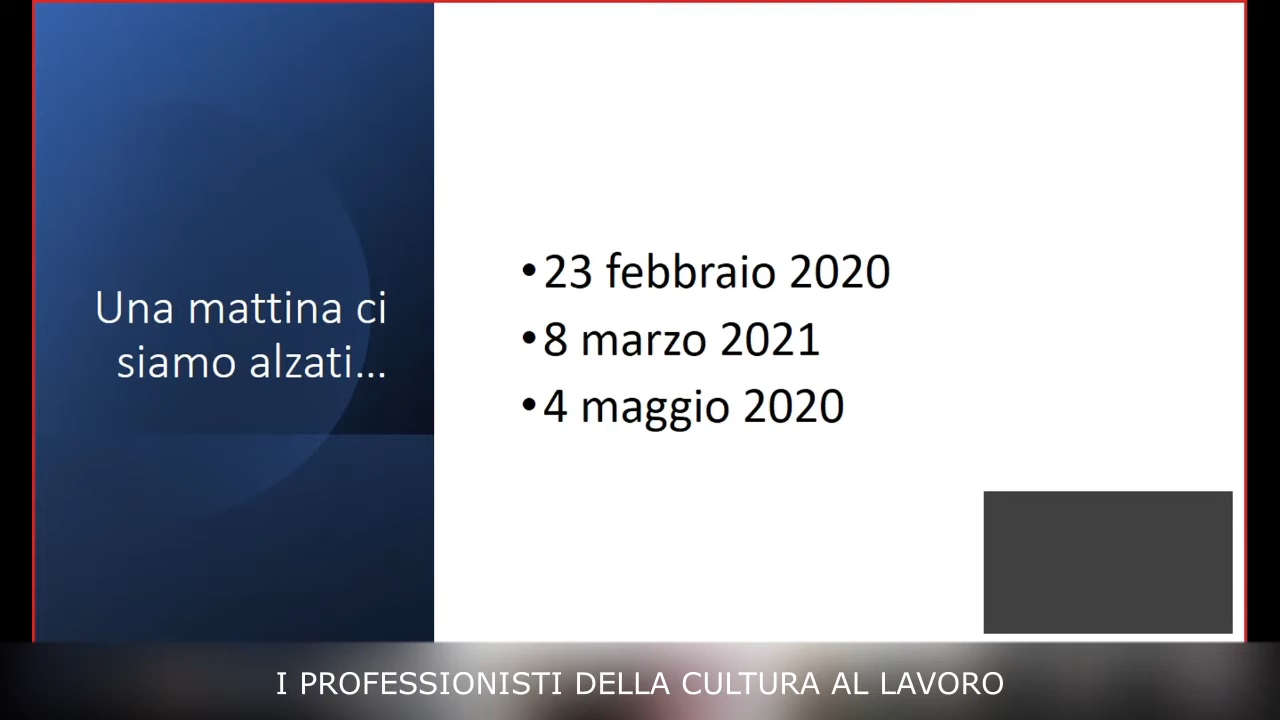 Una mattina ci
siamo alzati...
•23 febbraio 2020
•8 marzo 2021
•4 maggio 2020
I PROFESSIONISTI DELLA CULTURA AL LAVORO